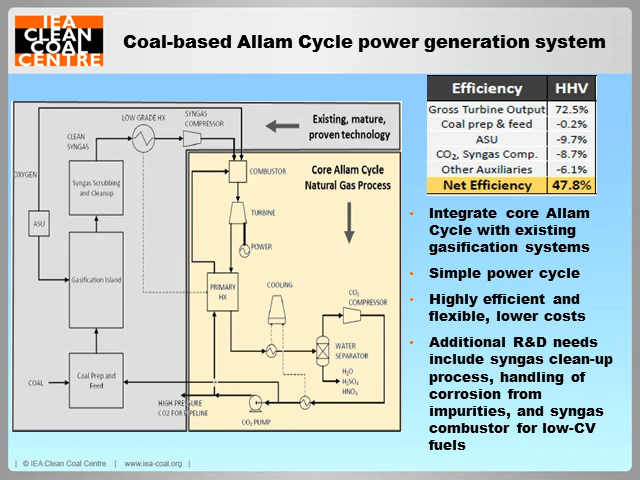 IEA
CLEAN
COAL
CENTRE
Coal-based Allam Cycle power generation system
Efficiency HHV
Gross Turbine Output 72.5%
Coal prep & feed -0.2%
ASU -9.7%
CO₂, Syngas Comp. -8.7%
Other Auxiliaries -6.1%
Net Efficiency 47.8%
LOW GRADE HX
SYNGAS
COMPRESSOR
Existing, mature,
proven technology
CLEAN
SYNGAS
OXYGEN
Syngas Scrubbing
and Cleanup
ASU
Gasification Island
Coal Prep and
Feed
COAL
Core Allam Cycle
Natural Gas Process
COMBUSTOR
TURBINE
POWER
PRIMARY
HX
COOLING
CO₂
COMPRESSOR
WATER
SEPARATOR
H₂O
H₂SO₄
HNO₃
HIGH PRESSURE
CO2 FOR PIPELINE
CO₂ PUMP
• Integrate core Allam
Cycle with existing
gasification systems
• Simple power cycle
• Highly efficient and
flexible, lower costs
• Additional R&D needs
include syngas clean-up
process, handling of
corrosion from
impurities, and syngas
combustor for low-CV
fuels
| © IEA Clean Coal Centre | www.iea-coal.org |